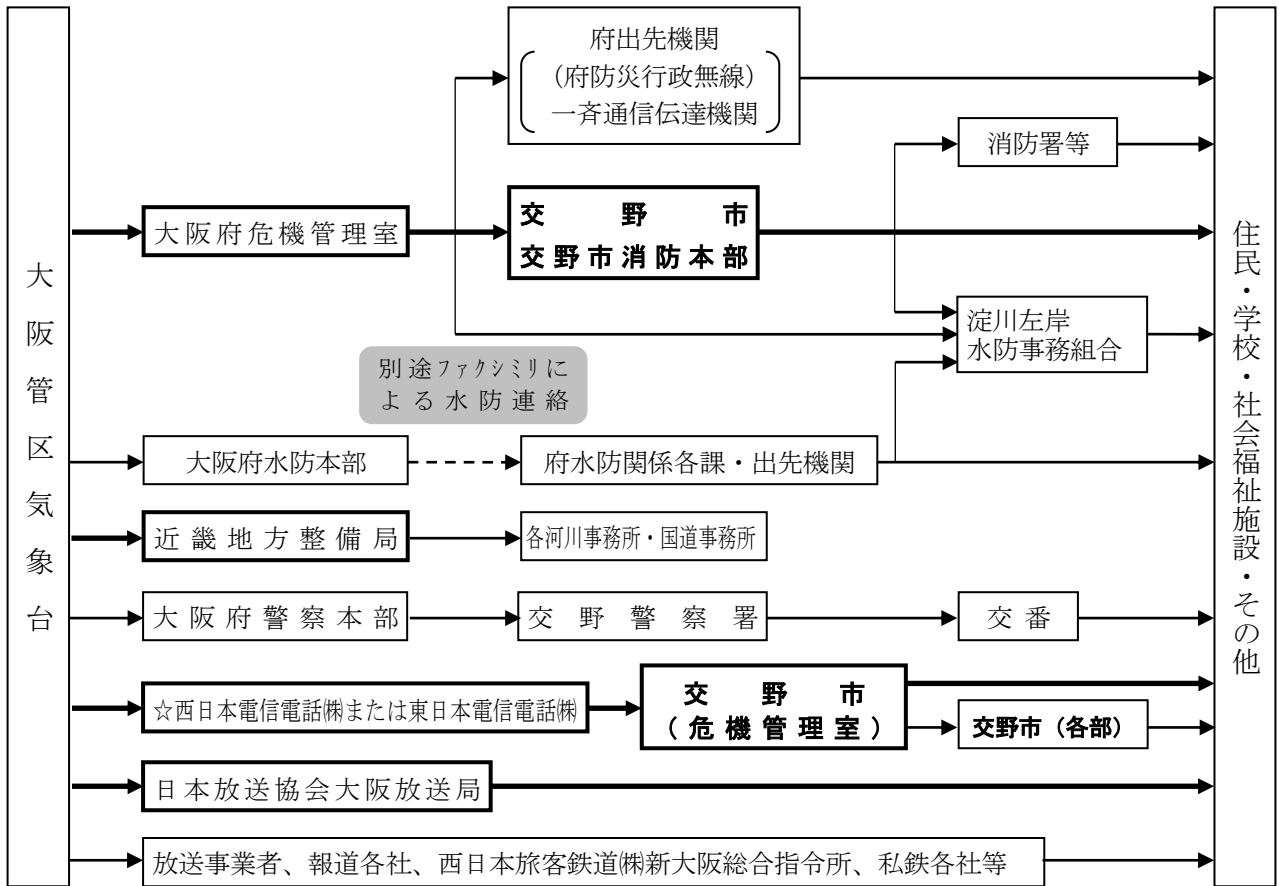 大阪管区気象台
府出先機関
(府防災行政無線)
一斉通信伝達機関
消防署等
大阪府危機管理室
交野市
交野市消防本部
淀川左岸
水防事務組合
別途ファクシミリに
よる水防連絡
大阪府水防本部
府水防関係各課・出先機関
近畿地方整備局
各河川事務所・国道事務所
大阪府警察本部
交野警察署
交番
☆西日本電信電話㈱または東日本電信電話㈱
交野市
(危機管理室)
交野市(各部)
日本放送協会大阪放送局
放送事業者、報道各社、西日本旅客鉄道㈱新大阪総合指令所、私鉄各社等
住民・学校・社会福祉施設・その他